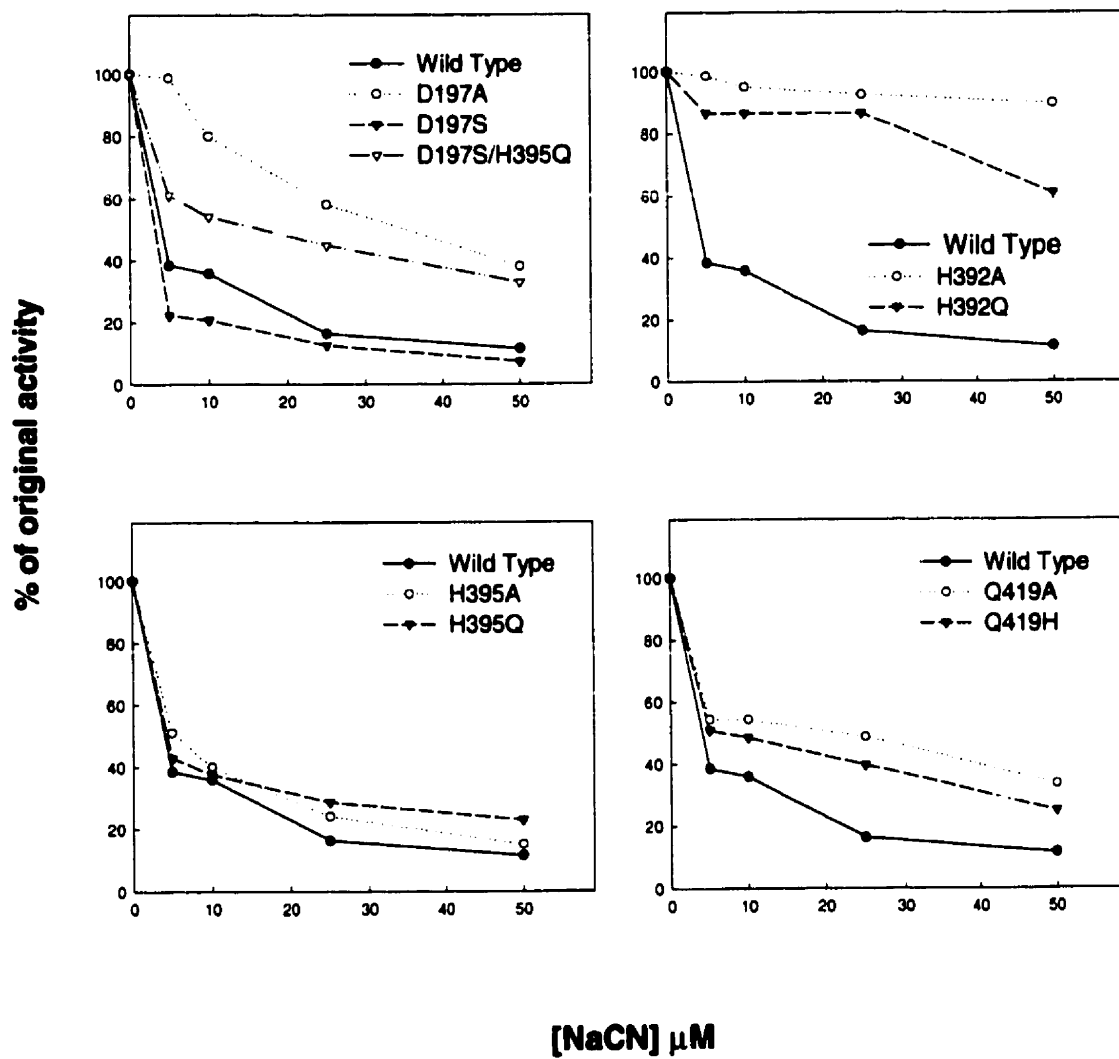 Wild Type
D197A
D197S
D197S/H395Q
100
80
60
40
20
0
0 10 20 30 40 50
Wild Type
H392A
H392Q
100
80
60
40
20
0
0 10 20 30 40 50
% of original activity
Wild Type
H395A
H395Q
100
80
60
40
20
0
0 10 20 30 40 50
Wild Type
Q419A
Q419H
100
80
60
40
20
0
0 10 20 30 40 50
[NaCN] μM